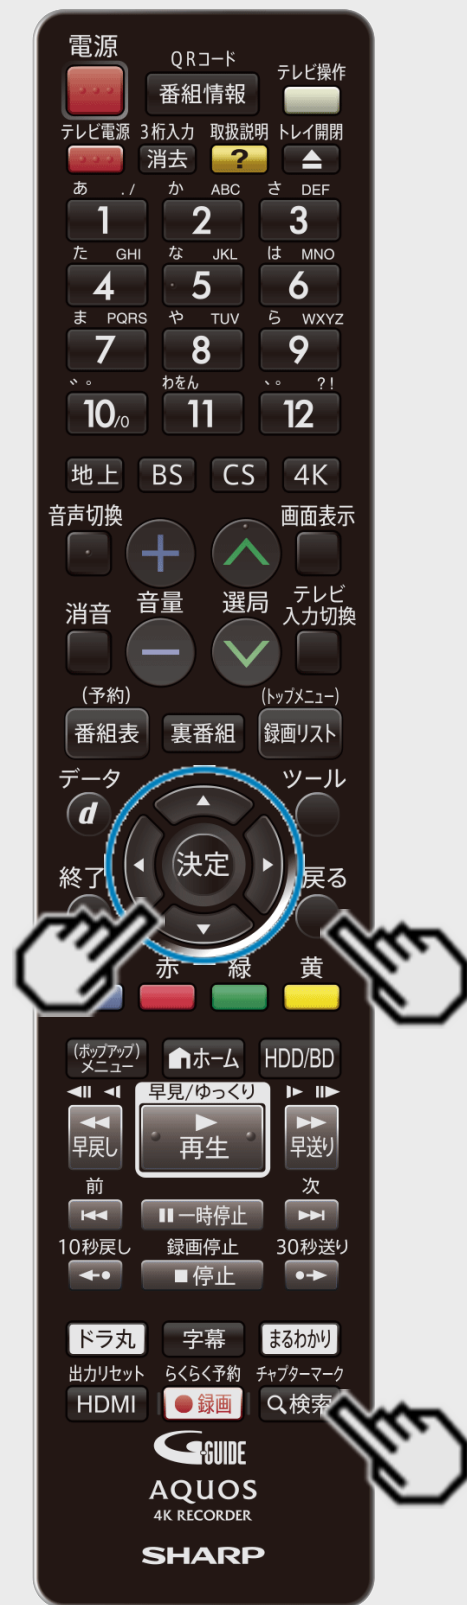 電源
QRコード
番組情報
テレビ操作
テレビ電源 3桁入力 取扱説明 トレイ開閉
消去 ?
あ ./ か ABC さ DEF
1 2 3
た GHI な JKL は MNO
4 5 6
ま PQRS や TUV ら WXYZ
7 8 9
゛゜ わをん 、。 ?!
10/0 11 12
地上 BS CS 4K
音声切換 画面表示
消音 音量 選局 テレビ
入力切換
(予約) (トップメニュー)
番組表 裏番組 録画リスト
データ ツール
d
決定
終了 戻る
赤 緑 黄
(ポップアップ)
メニュー ホーム HDD/BD
早見/ゆっくり
早戻し 再生 早送り
前 次
一時停止
10秒戻し 録画停止 30秒送り
停止
ドラ丸 字幕 まるわかり
出力リセット らくらく予約 チャプターマーク
HDMI 録画 検索
G-GUIDE
AQUOS
4K RECORDER
SHARP